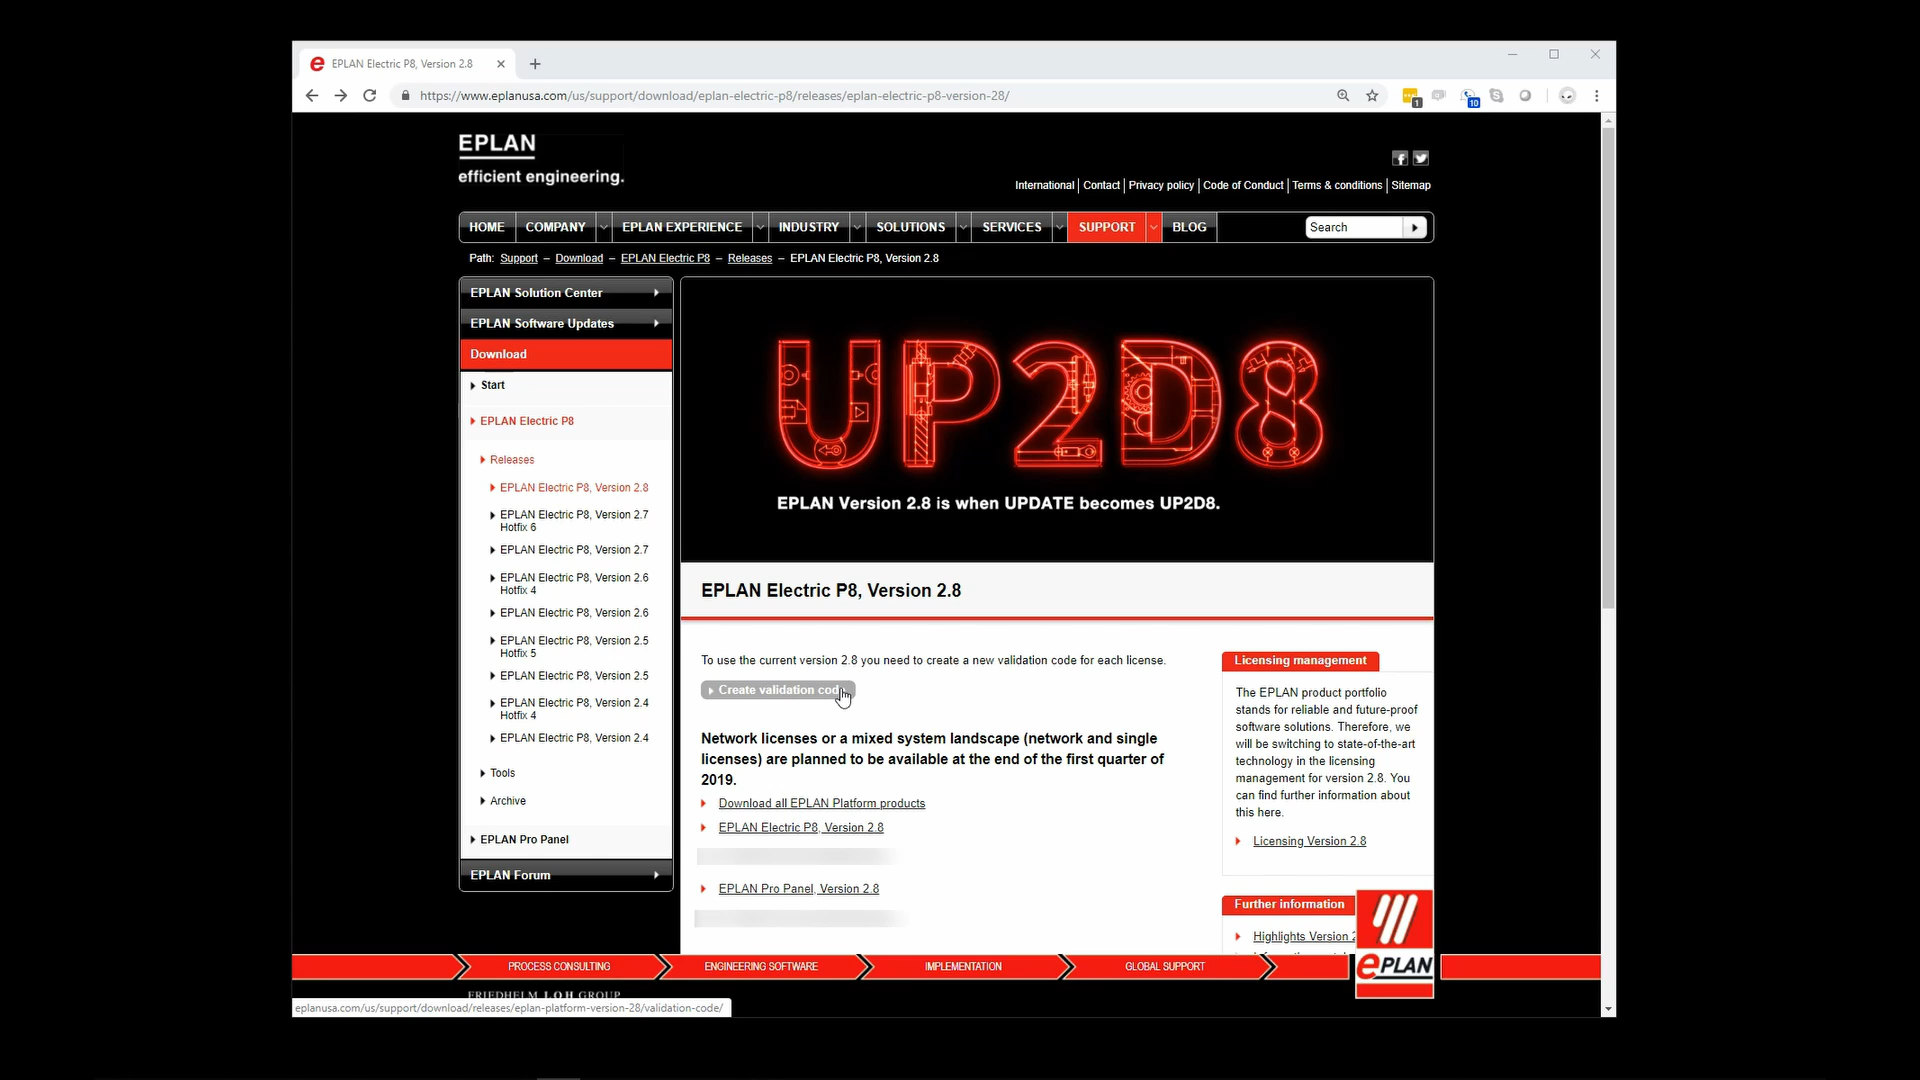 EPLAN Electric P8, Version 2.8
https://www.eplanusa.com/us/support/download/eplan-electric-p8/releases/eplan-electric-p8-version-28/
1
10
EPLAN
efficient engineering.
International | Contact | Privacy policy | Code of Conduct | Terms & conditions | Sitemap
HOME COMPANY EPLAN EXPERIENCE INDUSTRY SOLUTIONS SERVICES SUPPORT BLOG Search
Path: Support – Download – EPLAN Electric P8 – Releases – EPLAN Electric P8, Version 2.8
EPLAN Solution Center
EPLAN Software Updates
Download
Start
EPLAN Electric P8
Releases
EPLAN Electric P8, Version 2.8
EPLAN Electric P8, Version 2.7
Hotfix 6
EPLAN Electric P8, Version 2.7
EPLAN Electric P8, Version 2.6
Hotfix 4
EPLAN Electric P8, Version 2.6
EPLAN Electric P8, Version 2.5
Hotfix 5
EPLAN Electric P8, Version 2.5
EPLAN Electric P8, Version 2.4
Hotfix 4
EPLAN Electric P8, Version 2.4
Tools
Archive
EPLAN Pro Panel
EPLAN Forum
UP2D8
EPLAN Version 2.8 is when UPDATE becomes UP2D8.
EPLAN Electric P8, Version 2.8
To use the current version 2.8 you need to create a new validation code for each license.
Create validation cod
Network licenses or a mixed system landscape (network and single
licenses) are planned to be available at the end of the first quarter of
2019.
Download all EPLAN Platform products
EPLAN Electric P8, Version 2.8
EPLAN Pro Panel, Version 2.8
Licensing management
The EPLAN product portfolio
stands for reliable and future-proof
software solutions. Therefore, we
will be switching to state-of-the-art
technology in the licensing
management for version 2.8. You
can find further information about
this here.
Licensing Version 2.8
Further information
Highlights Version 2
ePLAN
PROCESS CONSULTING ENGINEERING SOFTWARE IMPLEMENTATION GLOBAL SUPPORT
FRIEDHELM LOH GROUP
eplanusa.com/us/support/download/releases/eplan-platform-version-28/validation-code/